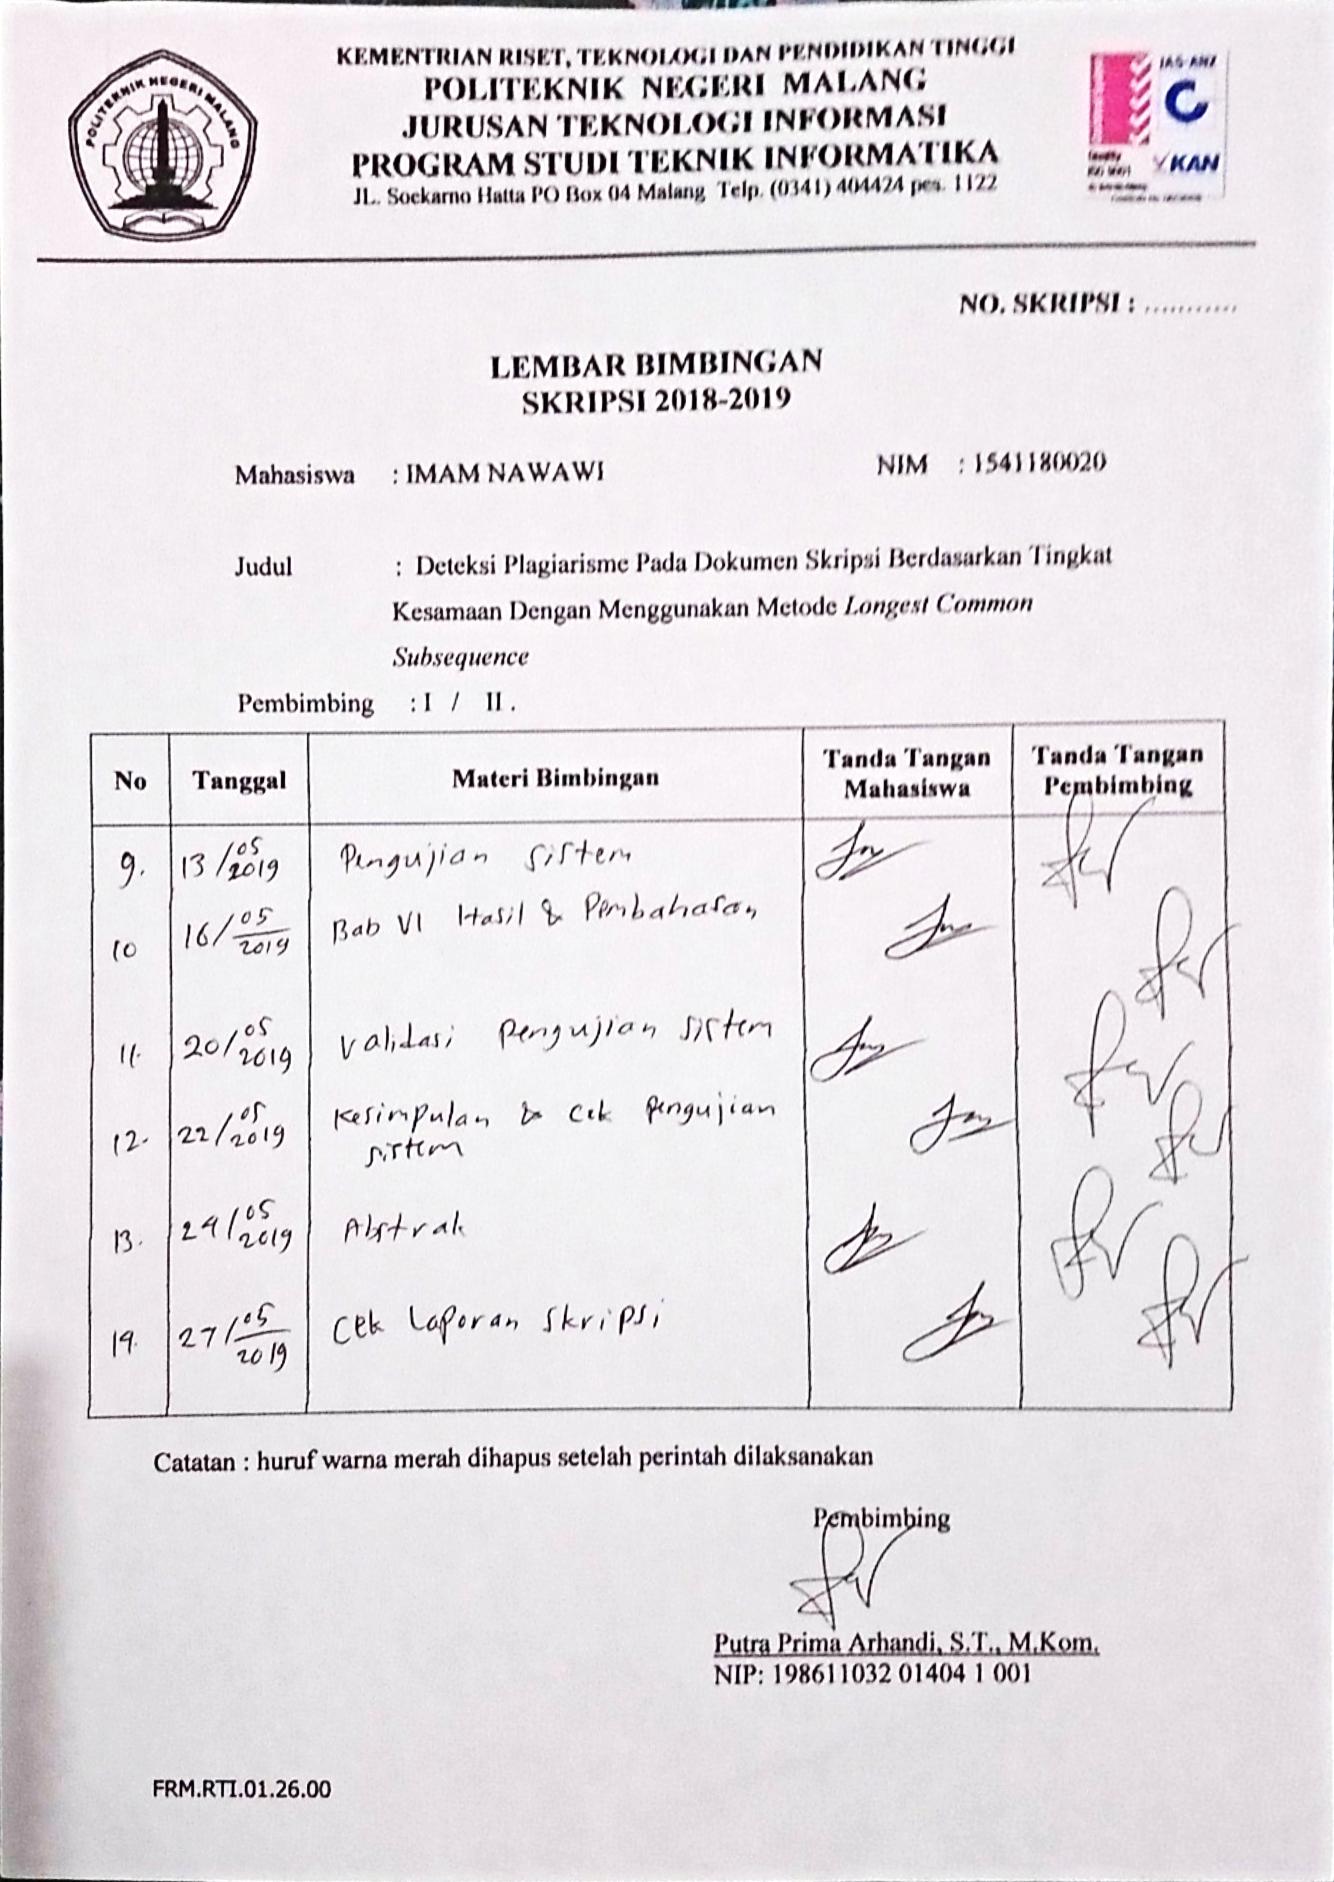 KEMENTRIAN RISET, TEKNOLOGI DAN PENDIDIKAN TINGGI
POLITEKNIK NEGERI MALANG
JURUSAN TEKNOLOGI INFORMASI
PROGRAM STUDI TEKNIK INFORMATIKA
JL. Soekarno Hatta PO Box 04 Malang Telp. (0341) 404424 pes. 1122
POLITEKNIK NEGERI MALANG
JAS-ANZ
KAN
NO. SKRIPSI : ...........
LEMBAR BIMBINGAN
SKRIPSI 2018-2019
Mahasiswa : IMAM NAWAWI NIM : 1541180020
Judul : Deteksi Plagiarisme Pada Dokumen Skripsi Berdasarkan Tingkat
Kesamaan Dengan Menggunakan Metode Longest Common
Subsequence
Pembimbing : I / II .
No Tanggal Materi Bimbingan Tanda Tangan Mahasiswa Tanda Tangan Pembimbing
9. 13/05/2019 Pengujian sistem
10 16/05/2019 Bab VI Hasil & Pembahasan
11. 20/05/2019 Validasi pengujian sistem
12. 22/05/2019 Kesimpulan & cek pengujian
sistem
13. 24/05/2019 Abstrak
14. 27/05/2019 Cek laporan skripsi
Catatan : huruf warna merah dihapus setelah perintah dilaksanakan
Pembimbing
Putra Prima Arhandi, S.T., M.Kom.
NIP: 198611032 01404 1 001
FRM.RTI.01.26.00